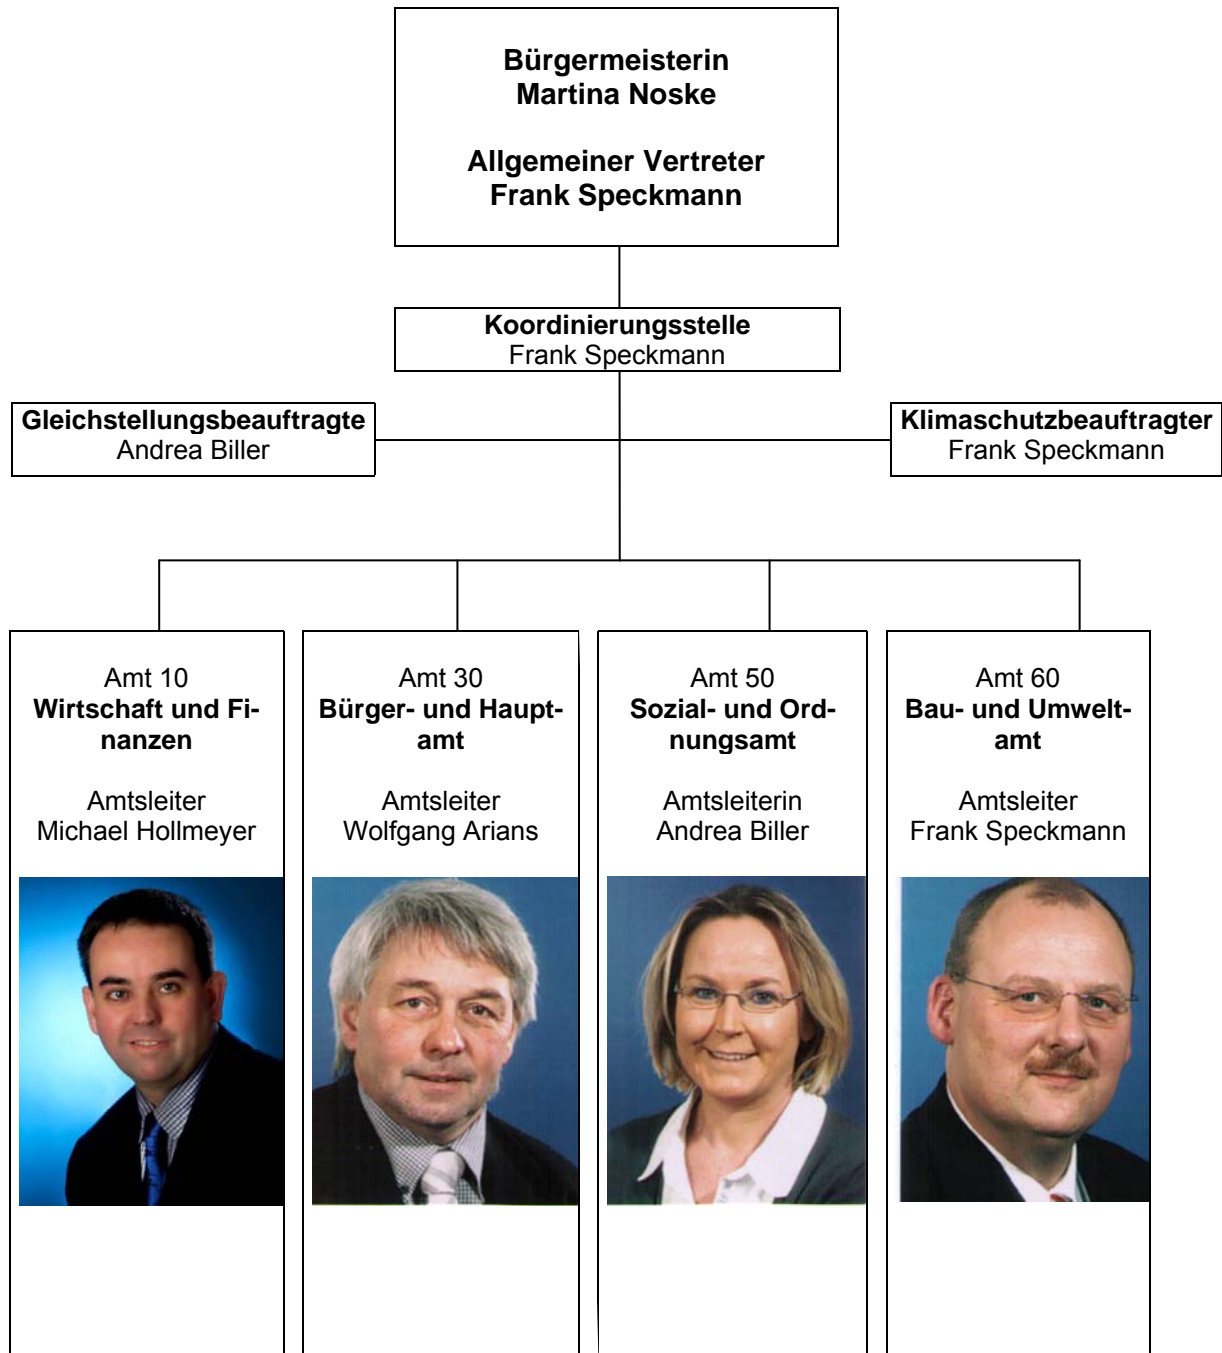 Bürgermeisterin
Martina Noske
Allgemeiner Vertreter
Frank Speckmann
Koordinierungsstelle
Frank Speckmann
Gleichstellungsbeauftragte
Andrea Biller
Klimaschutzbeauftragter
Frank Speckmann
Amt 10
Wirtschaft und Fi-
nanzen
Amtsleiter
Michael Hollmeyer
Amt 30
Bürger- und Haupt-
amt
Amtsleiter
Wolfgang Arians
Amt 50
Sozial- und Ord-
nungsamt
Amtsleiterin
Andrea Biller
Amt 60
Bau- und Umwelt-
amt
Amtsleiter
Frank Speckmann